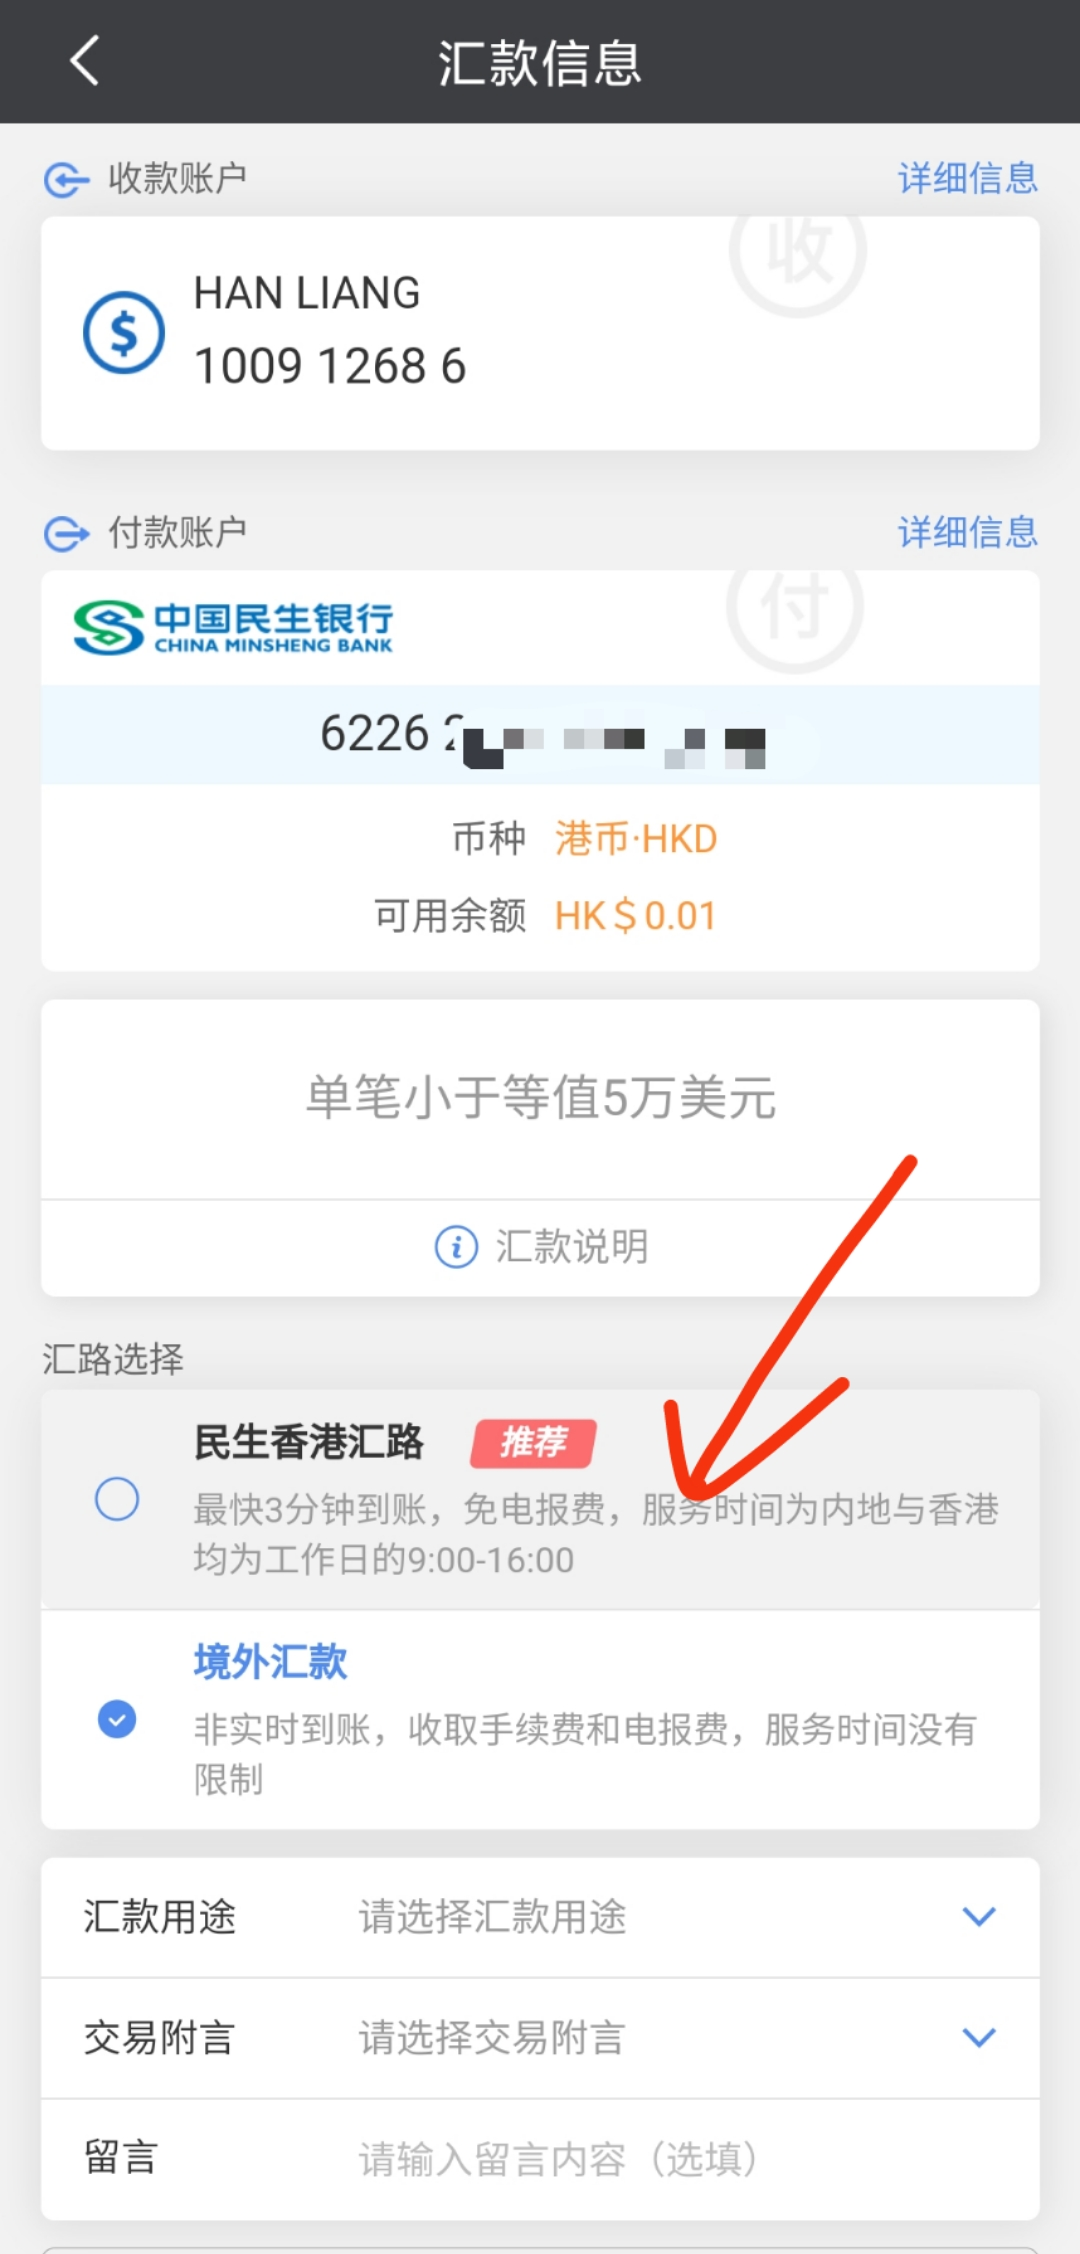 汇款信息
收款账户
详细信息
收
HAN LIANG
1009 1268 6
付款账户
详细信息
付
中国民生银行
CHINA MINSHENG BANK
6226
币种 港币·HKD
可用余额 HK＄0.01
单笔小于等值5万美元
汇款说明
汇路选择
民生香港汇路 推荐
最快3分钟到账，免电报费，服务时间为内地与香港
均为工作日的9:00-16:00
境外汇款
非实时到账，收取手续费和电报费，服务时间没有
限制
汇款用途 请选择汇款用途
交易附言 请选择交易附言
留言 请输入留言内容（选填）